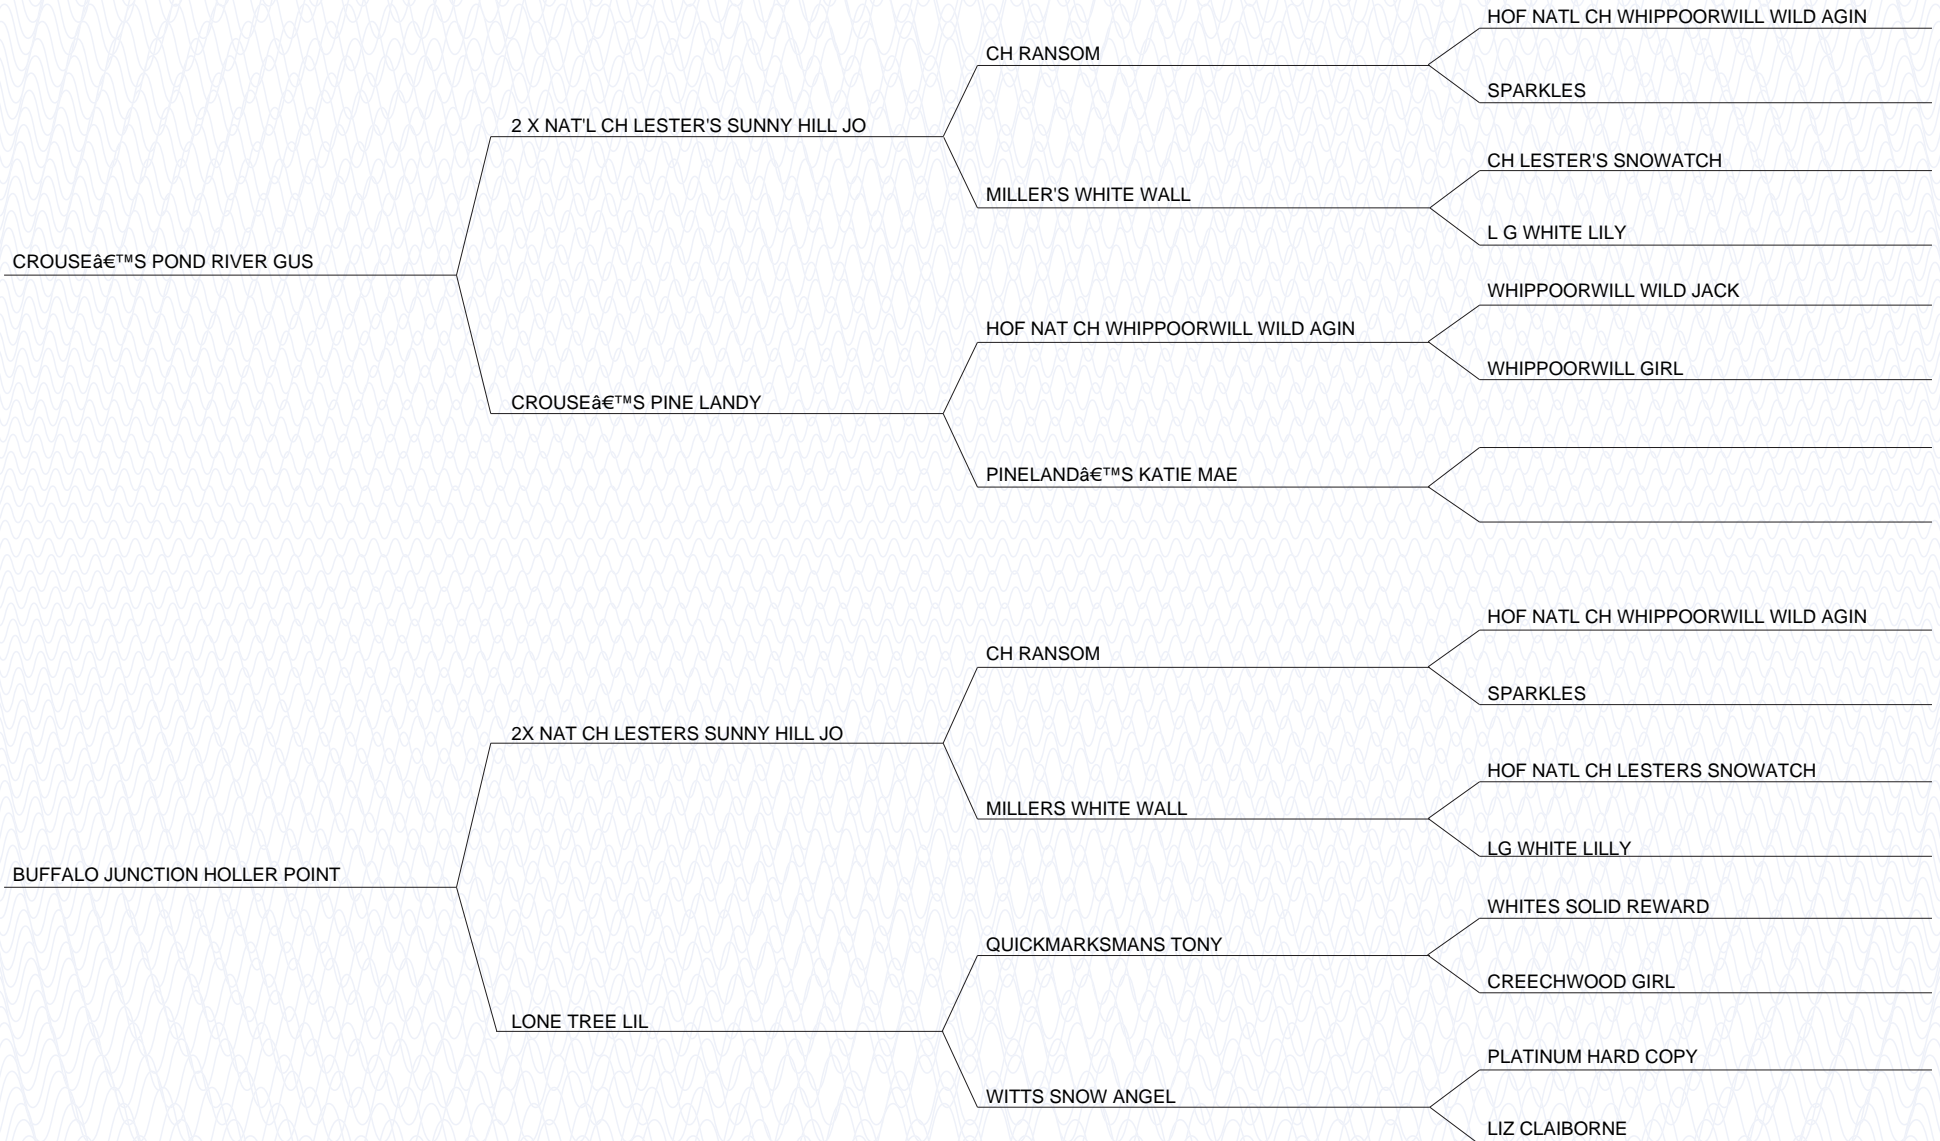 HOF NATL CH WHIPPOORWILL WILD AGIN
CH RANSOM
SPARKLES
2 X NAT'L CH LESTER'S SUNNY HILL JO
CH LESTER'S SNOWATCH
MILLER'S WHITE WALL
L G WHITE LILY
CROUSEâ€™S POND RIVER GUS
WHIPPOORWILL WILD JACK
HOF NAT CH WHIPPOORWILL WILD AGIN
WHIPPOORWILL GIRL
CROUSEâ€™S PINE LANDY
PINELANDâ€™S KATIE MAE
HOF NATL CH WHIPPOORWILL WILD AGIN
CH RANSOM
SPARKLES
2X NAT CH LESTERS SUNNY HILL JO
HOF NATL CH LESTERS SNOWATCH
MILLERS WHITE WALL
LG WHITE LILLY
BUFFALO JUNCTION HOLLER POINT
WHITES SOLID REWARD
QUICKMARKSMANS TONY
CREECHWOOD GIRL
LONE TREE LIL
PLATINUM HARD COPY
WITTS SNOW ANGEL
LIZ CLAIBORNE